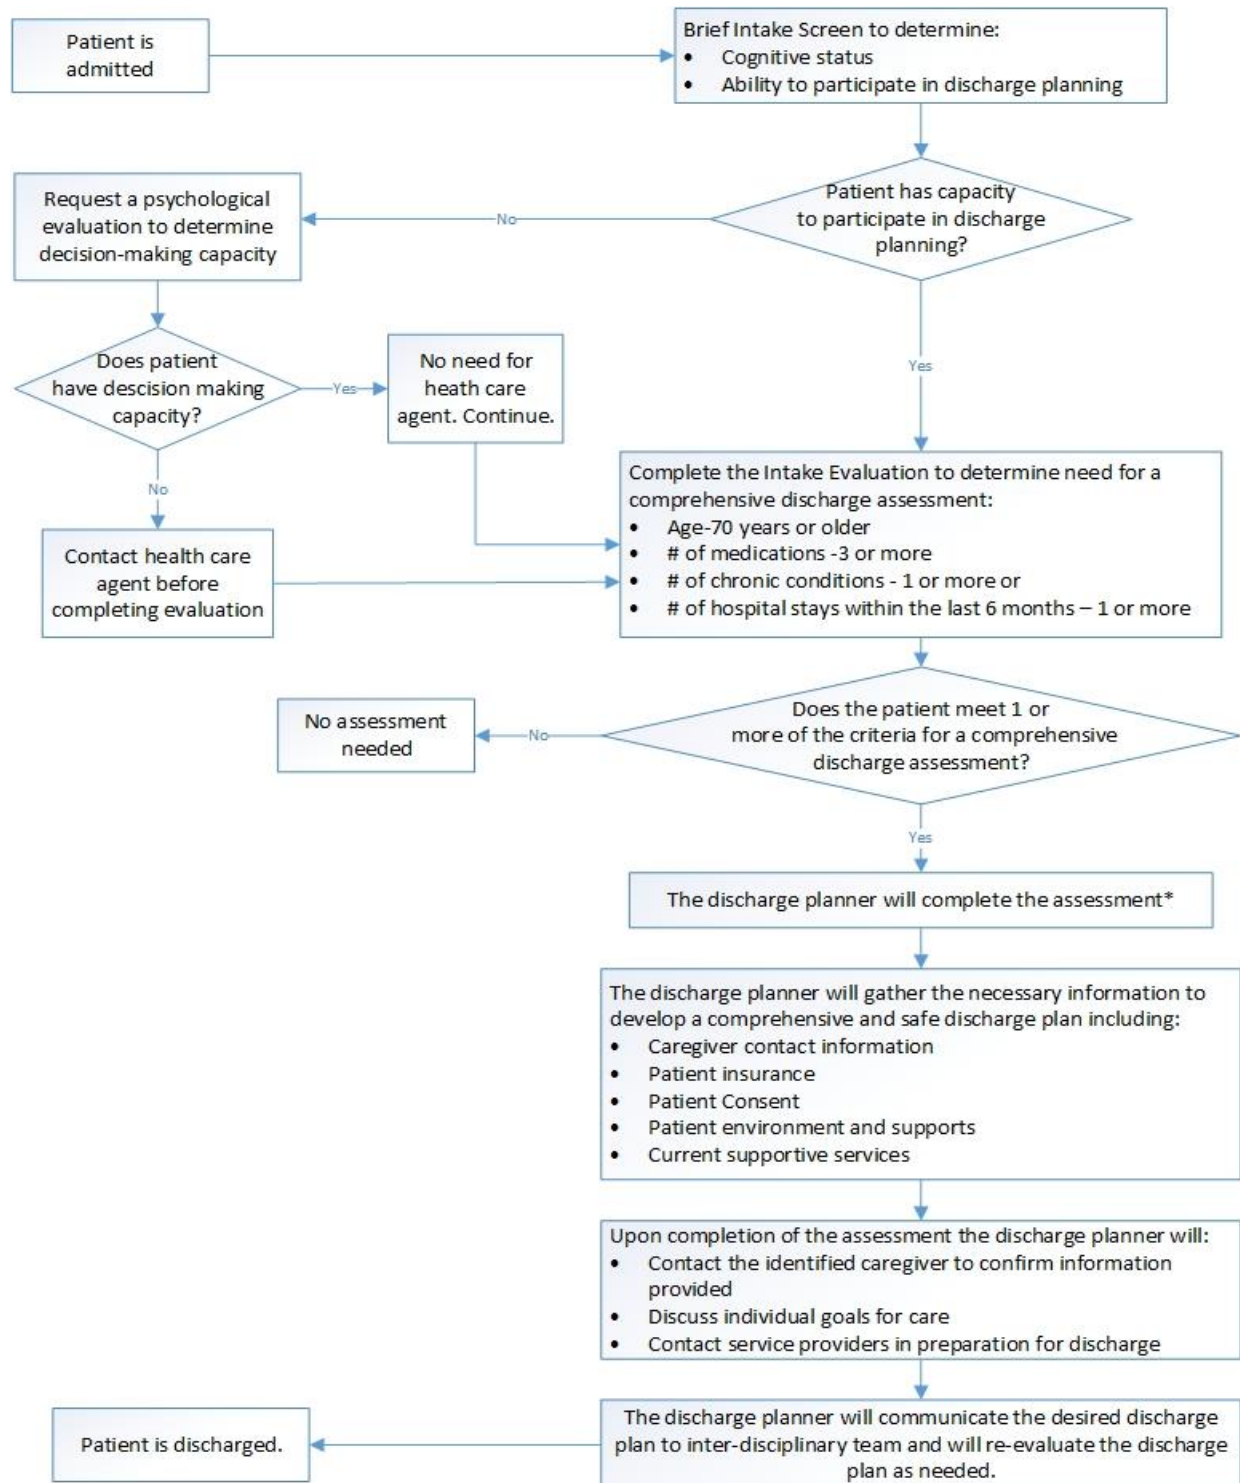 Patient is
admitted
Brief Intake Screen to determine:
• Cognitive status
• Ability to participate in discharge planning
Patient has capacity
to participate in discharge
planning?
No
Request a psychological
evaluation to determine
decision-making capacity
Does patient
have descision making
capacity?
Yes
No need for
heath care
agent. Continue.
Yes
No
Contact health care
agent before
completing evaluation
Complete the Intake Evaluation to determine need for a
comprehensive discharge assessment:
• Age-70 years or older
• # of medications -3 or more
• # of chronic conditions - 1 or more or
• # of hospital stays within the last 6 months – 1 or more
Does the patient meet 1 or
more of the criteria for a comprehensive
discharge assessment?
No
No assessment
needed
Yes
The discharge planner will complete the assessment*
The discharge planner will gather the necessary information to
develop a comprehensive and safe discharge plan including:
• Caregiver contact information
• Patient insurance
• Patient Consent
• Patient environment and supports
• Current supportive services
Upon completion of the assessment the discharge planner will:
• Contact the identified caregiver to confirm information
provided
• Discuss individual goals for care
• Contact service providers in preparation for discharge
The discharge planner will communicate the desired discharge
plan to inter-disciplinary team and will re-evaluate the discharge
plan as needed.
Patient is discharged.